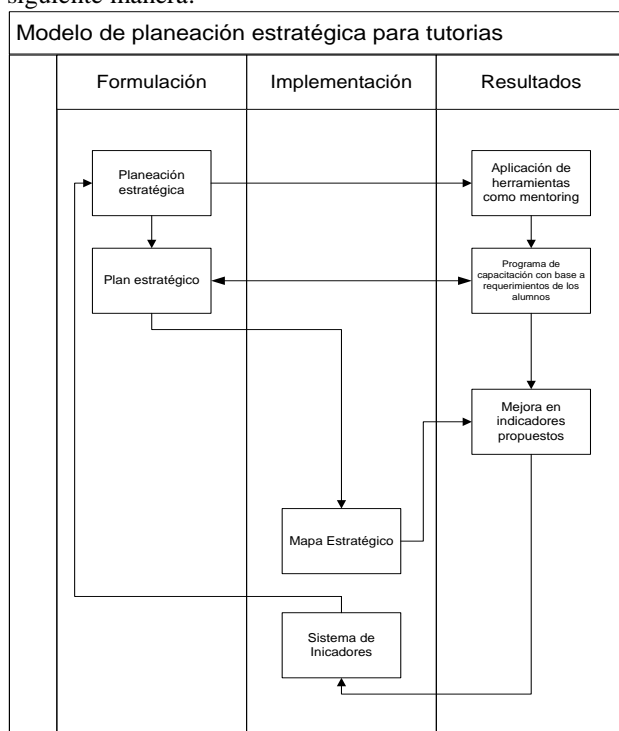 siguiente manera:
Modelo de planeación estratégica para tutorias
Formulación
Implementación
Resultados
Planeación
estratégica
Aplicación de
herramientas
como mentoring
Plan estratégico
Programa de
capacitación con base a
requerimientos de los
alumnos
Mejora en
indicadores
propuestos
Mapa Estratégico
Sistema de
Inicadores